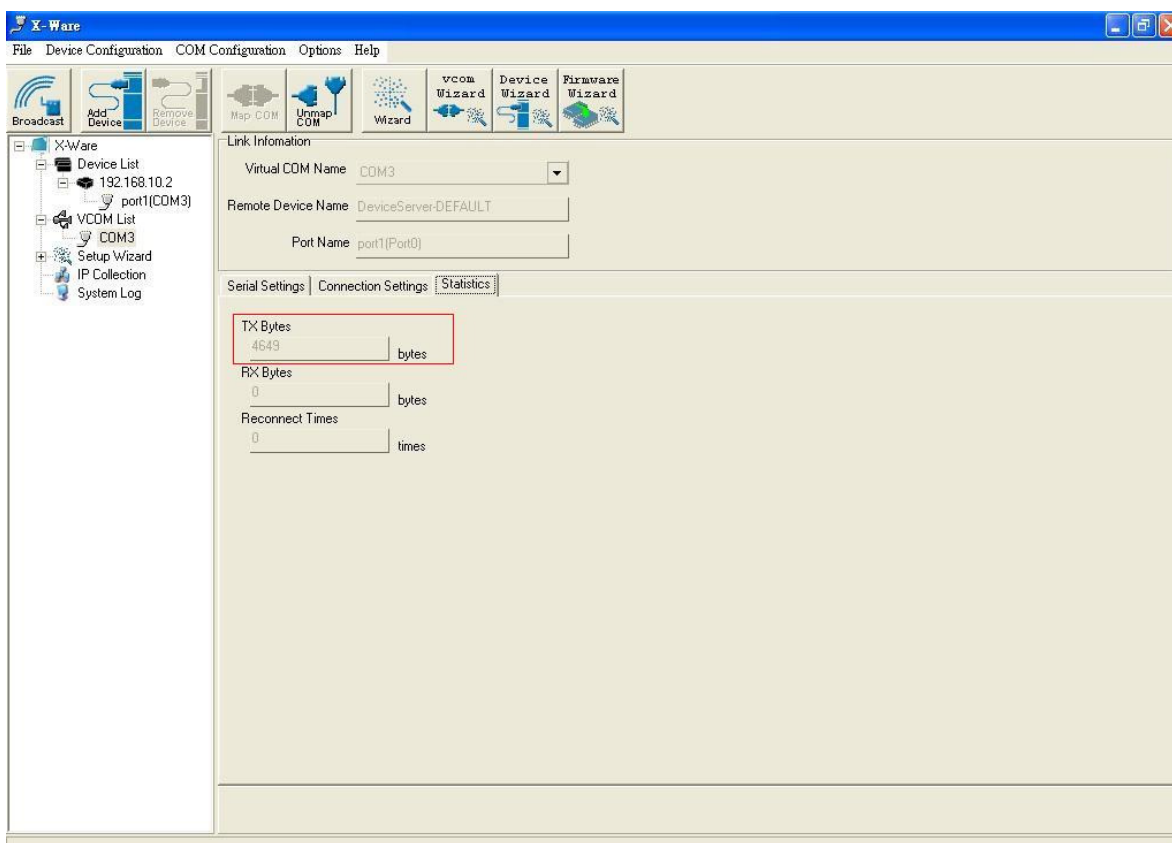 X-Ware
File Device Configuration COM Configuration Options Help
Broadcast
Add Device
Remove Device
Map COM
Unmap COM
Wizard
vcom Wizard
Device Wizard
Firmware Wizard
X-Ware
Device List
192.168.10.2
port1(COM3)
VCOM List
COM3
Setup Wizard
IP Collection
System Log
Link Infomation
Virtual COM Name COM3
Remote Device Name DeviceServer-DEFAULT
Port Name port1(Port0)
Serial Settings Connection Settings Statistics
TX Bytes
4649 bytes
RX Bytes
0 bytes
Reconnect Times
0 times